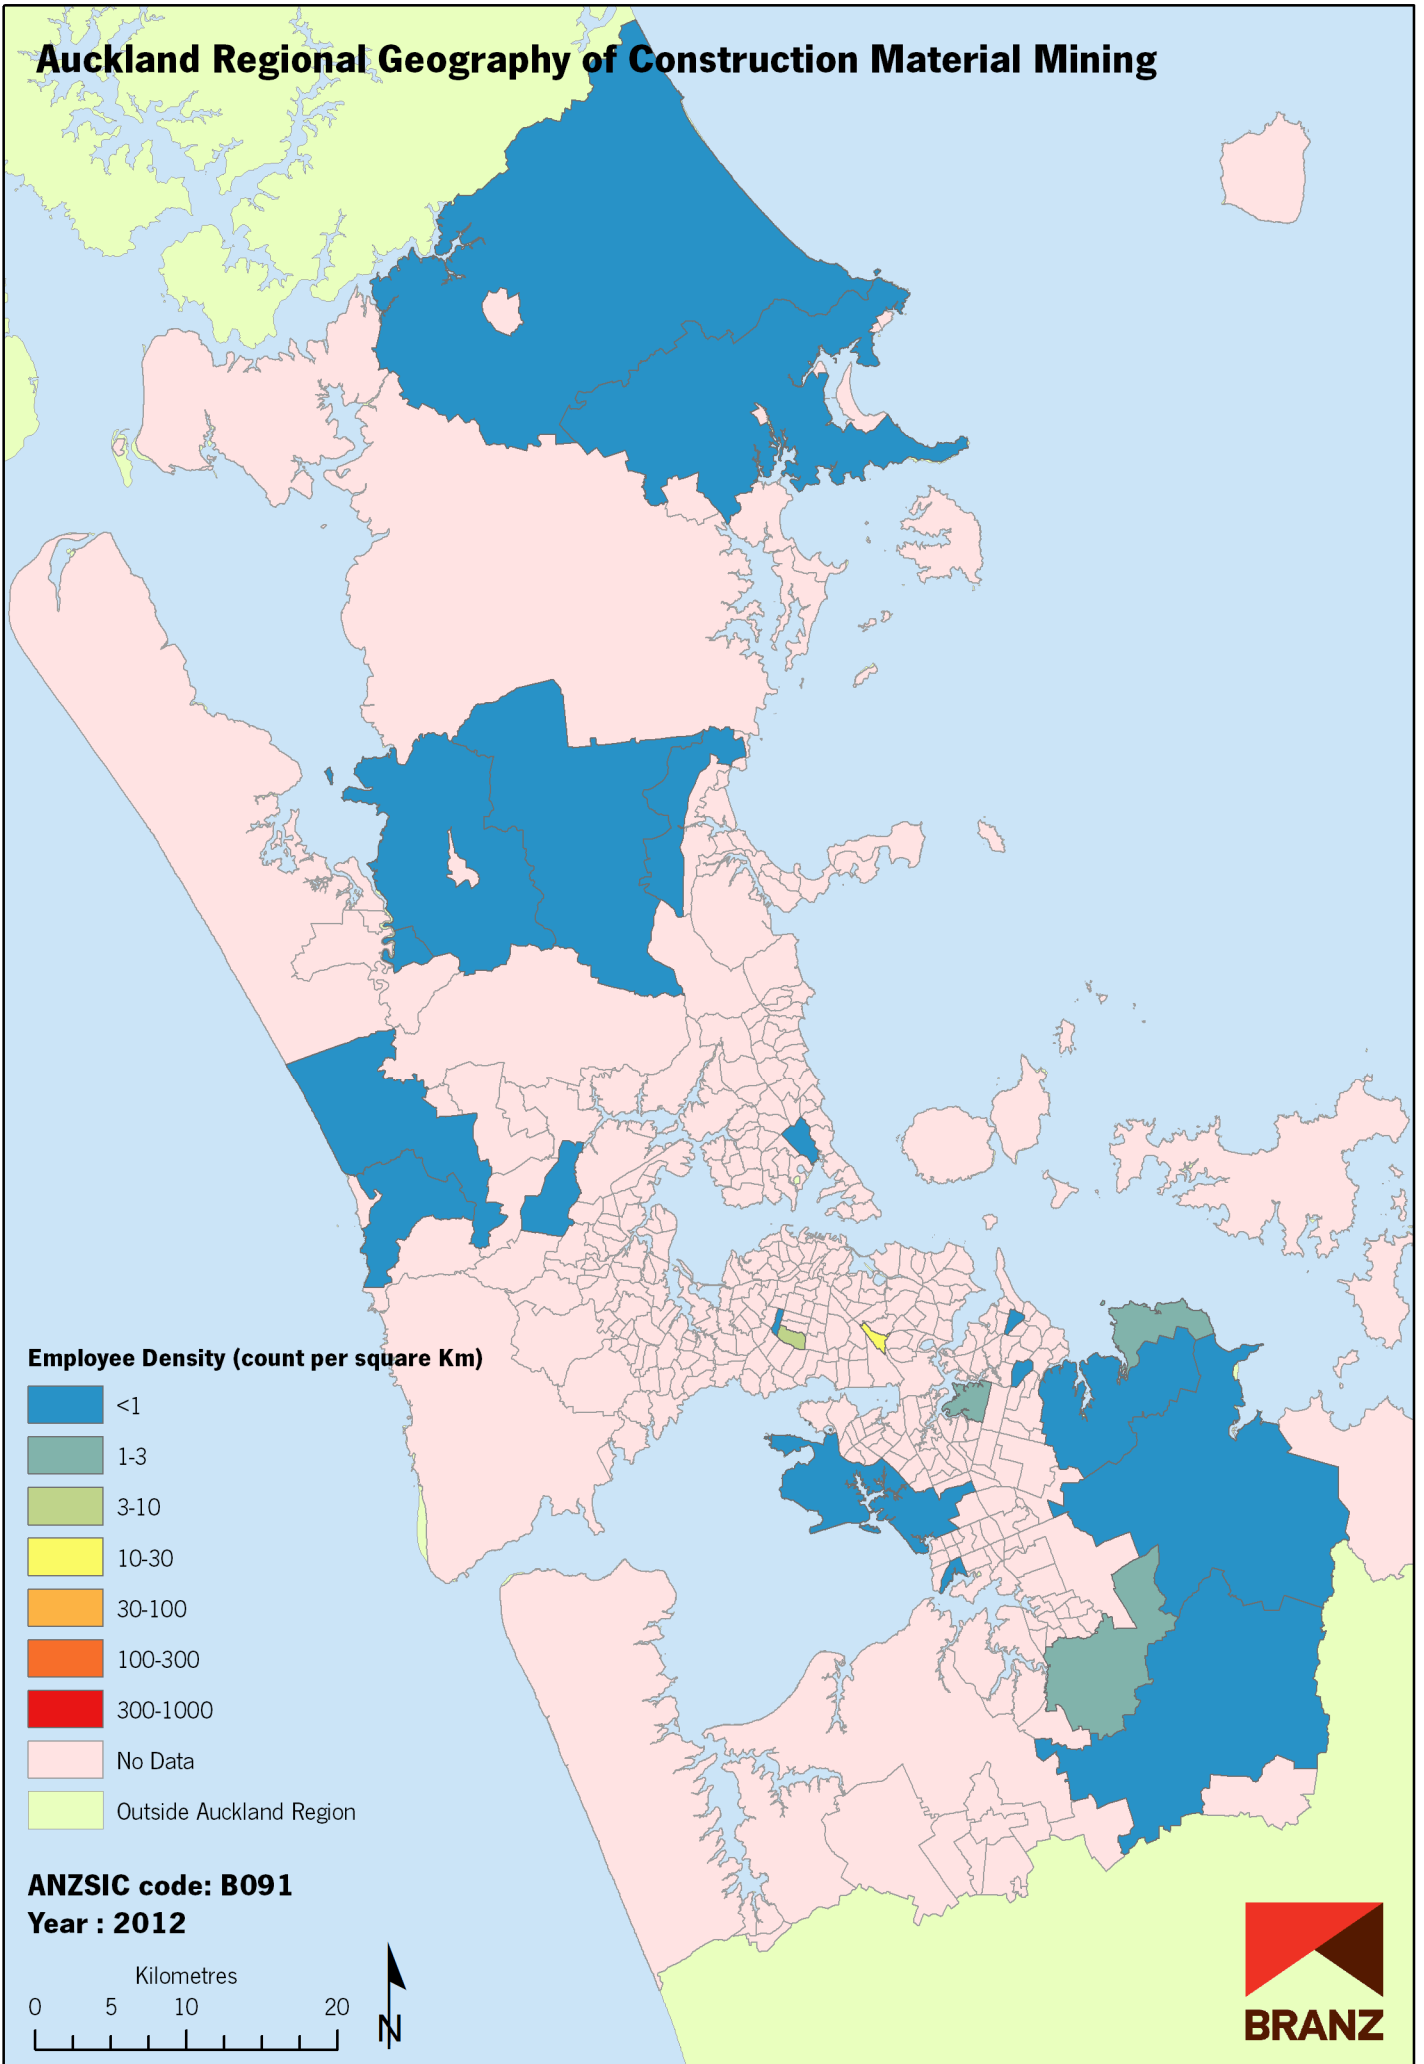 Auckland Regional Geography of Construction Material Mining
Employee Density (count per square Km)
<1
1-3
3-10
10-30
30-100
100-300
300-1000
No Data
Outside Auckland Region
ANZSIC code: B091
Year : 2012
Kilometres
0 5 10 20
N
BRANZ